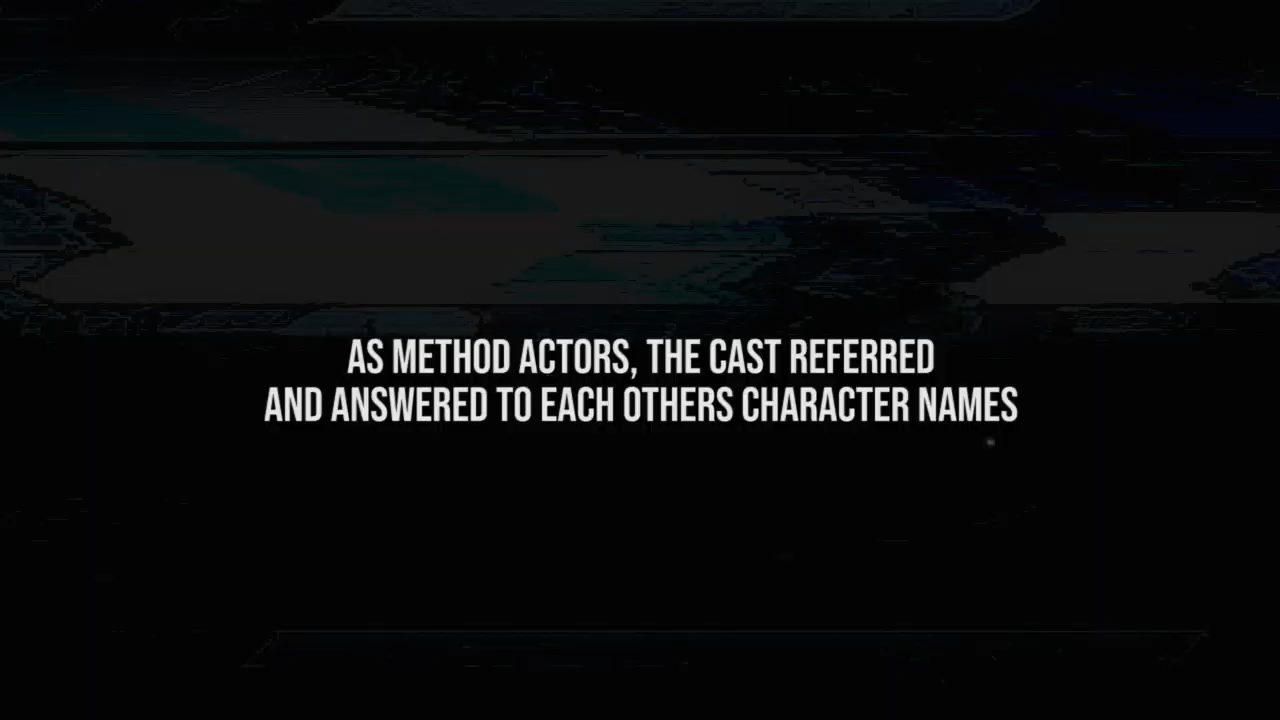 AS METHOD ACTORS, THE CAST REFERRED
AND ANSWERED TO EACH OTHERS CHARACTER NAMES